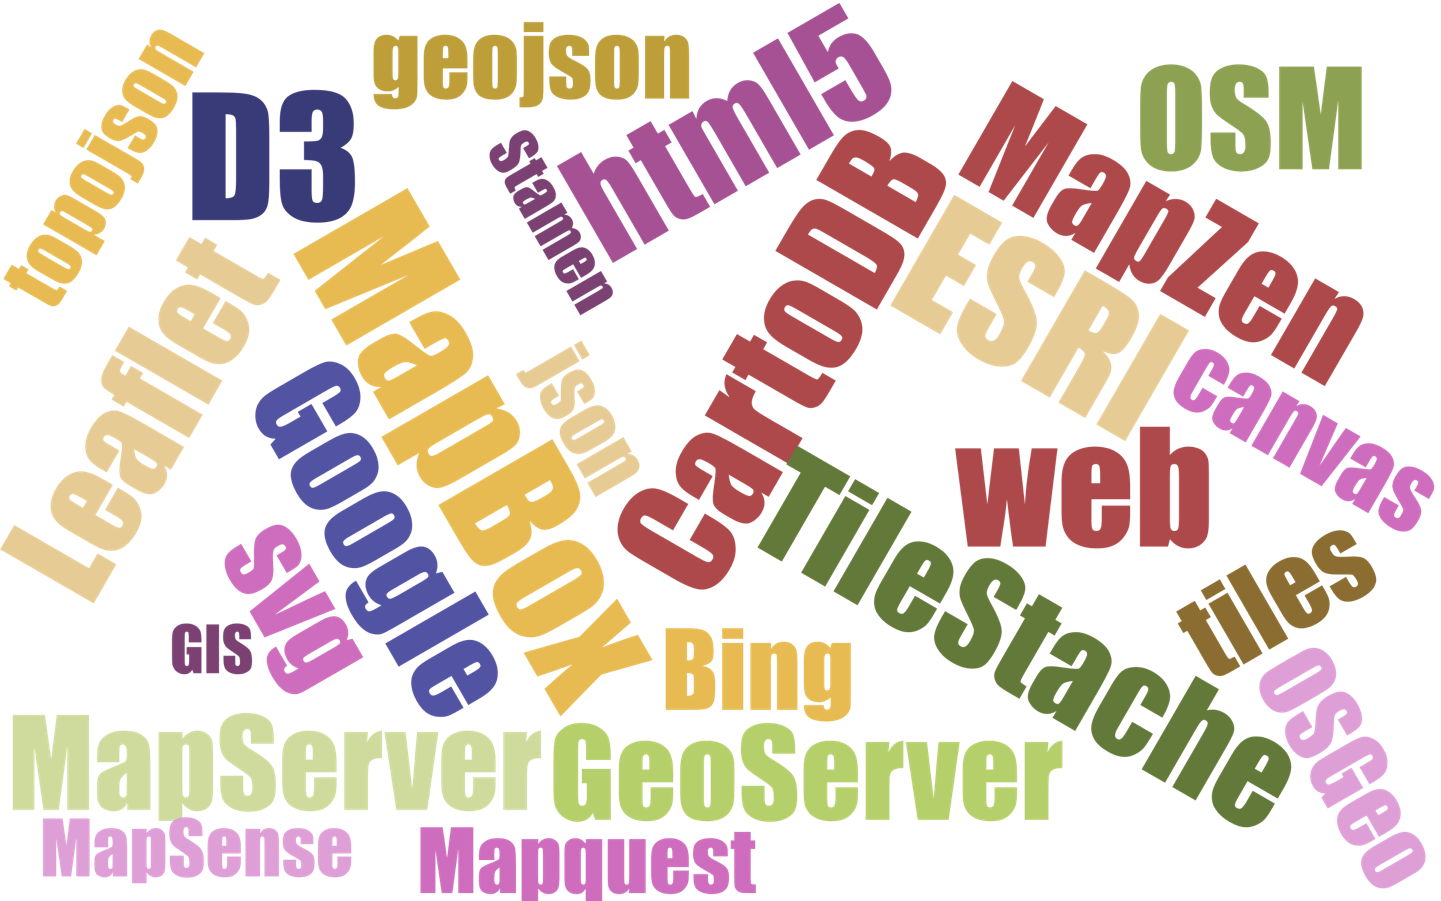 topojson
D3
geojson
html5
Stamen
OSM
MapZen
CartoDB
ESRI
Leaflet
MapBox
json
Google
canvas
web
TileStache
svg
tiles
GIS
Bing
OSGeo
MapServer
GeoServer
MapSense
Mapquest